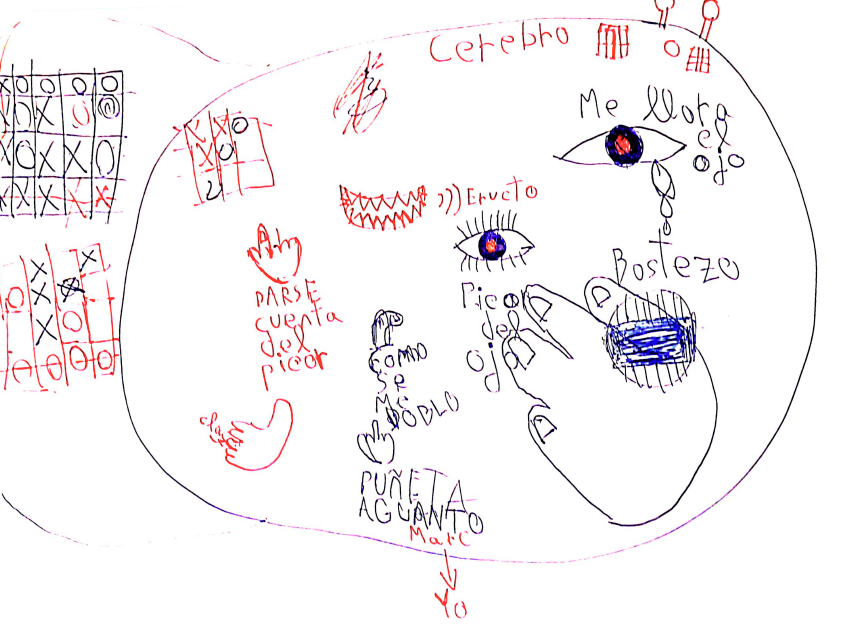 Cerebro
Me llora
el
ojo
Eructo
Bostezo
DARSE
cuenta
del
picor
Picor
del
ojo
COMO
SE
ME
DOBLO
PUÑETA
AGUANTO
Marc
Yo